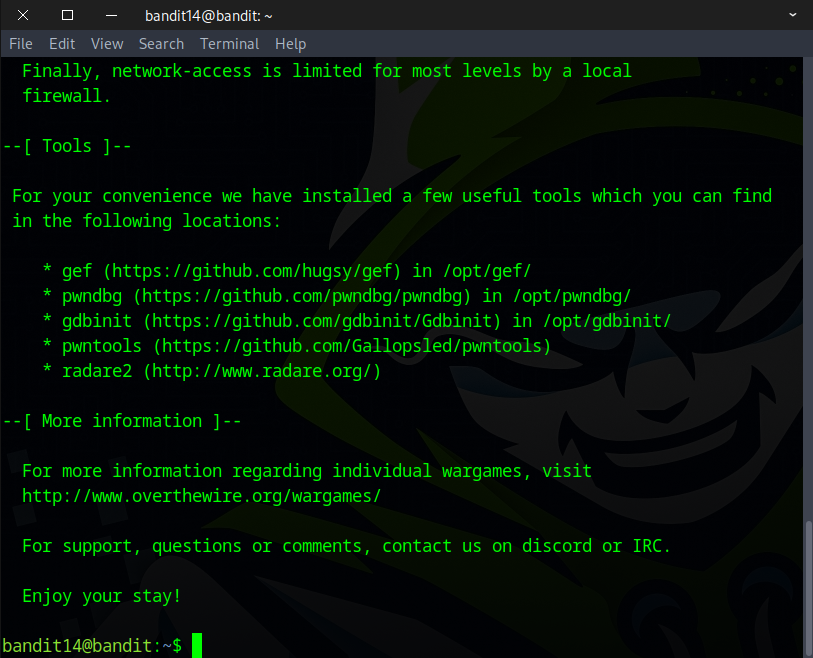 bandit14@bandit: ~
File Edit View Search Terminal Help
Finally, network-access is limited for most levels by a local
firewall.
--[ Tools ]--
For your convenience we have installed a few useful tools which you can find
in the following locations:
* gef (https://github.com/hugsy/gef) in /opt/gef/
* pwndbg (https://github.com/pwndbg/pwndbg) in /opt/pwndbg/
* gdbinit (https://github.com/gdbinit/Gdbinit) in /opt/gdbinit/
* pwntools (https://github.com/Gallopsled/pwntools)
* radare2 (http://www.radare.org/)
--[ More information ]--
For more information regarding individual wargames, visit
http://www.overthewire.org/wargames/
For support, questions or comments, contact us on discord or IRC.
Enjoy your stay!
bandit14@bandit:~$